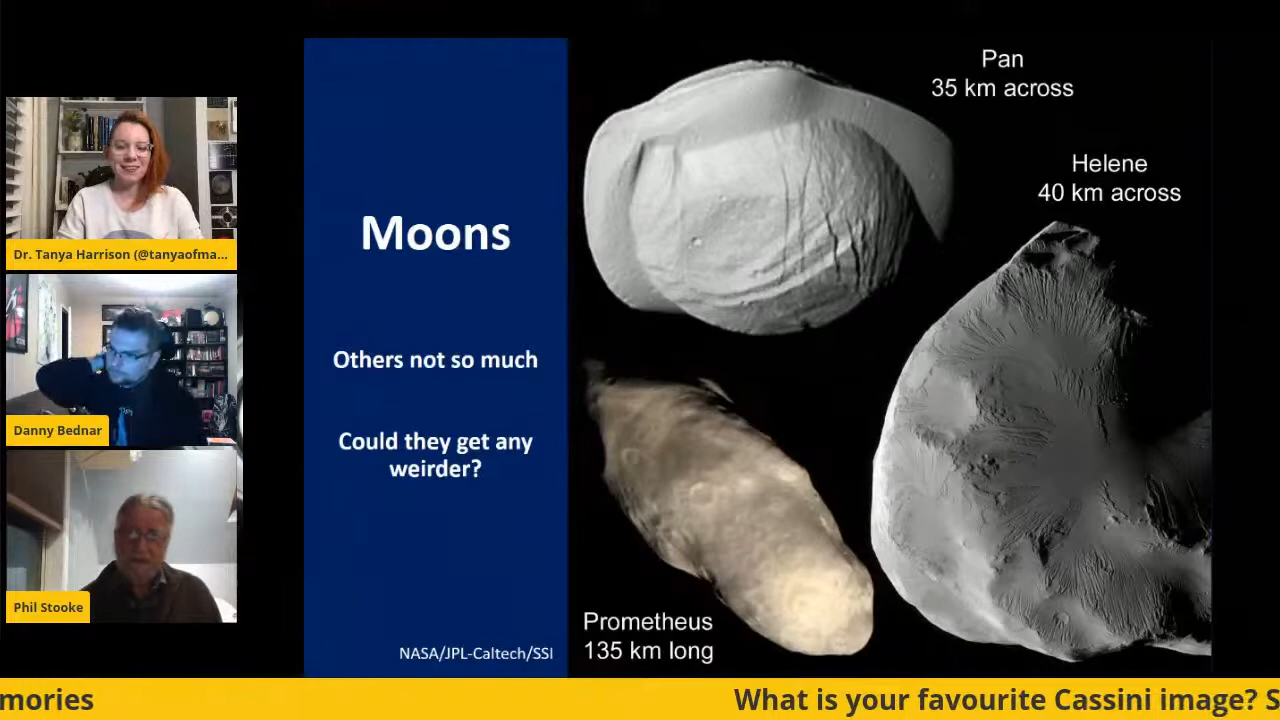 Dr. Tanya Harrison (@tanyaofma...
Danny Bednar
Phil Stooke
Moons
Others not so much
Could they get any
weirder?
NASA/JPL-Caltech/SSI
Pan
35 km across
Helene
40 km across
Prometheus
135 km long
mories
What is your favourite Cassini image? S